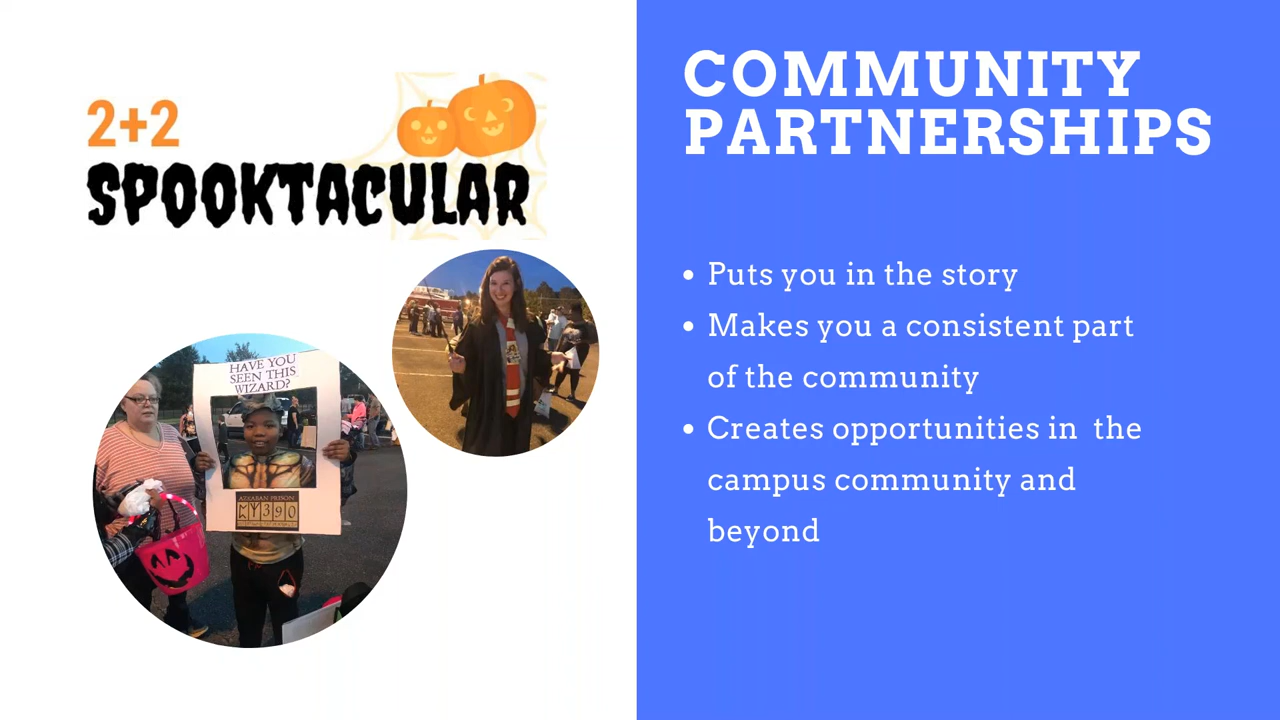 2+2
SPOOKTACULAR
HAVE YOU
SEEN THIS
WIZARD?
AZKABAN PRISON
COMMUNITY
PARTNERSHIPS
• Puts you in the story
• Makes you a consistent part
of the community
• Creates opportunities in the
campus community and
beyond